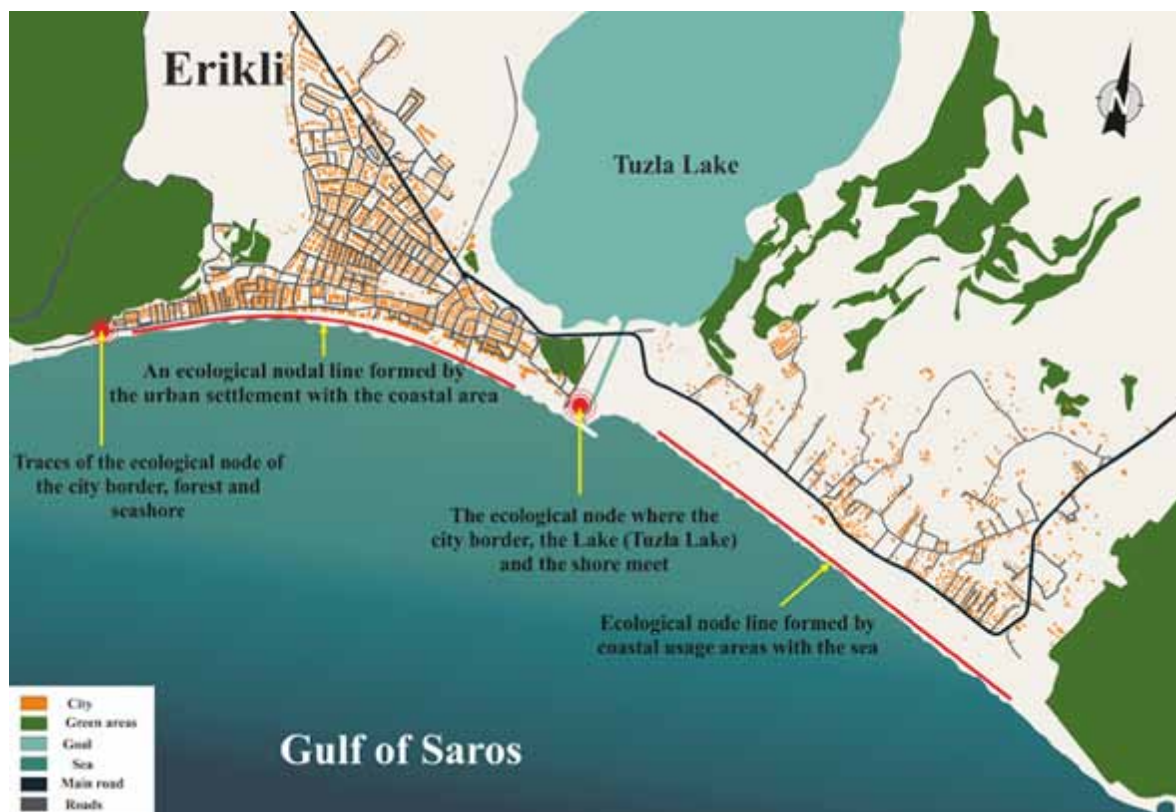 Erikli
Tuzla Lake
N
An ecological nodal line formed by
the urban settlement with the coastal area
Traces of the ecological node of
the city border, forest and
seashore
The ecological node where the
city border, the Lake (Tuzla Lake)
and the shore meet
Ecological node line formed by
coastal usage areas with the sea
Gulf of Saros
City
Green areas
Goal
Sea
Main road
Roads